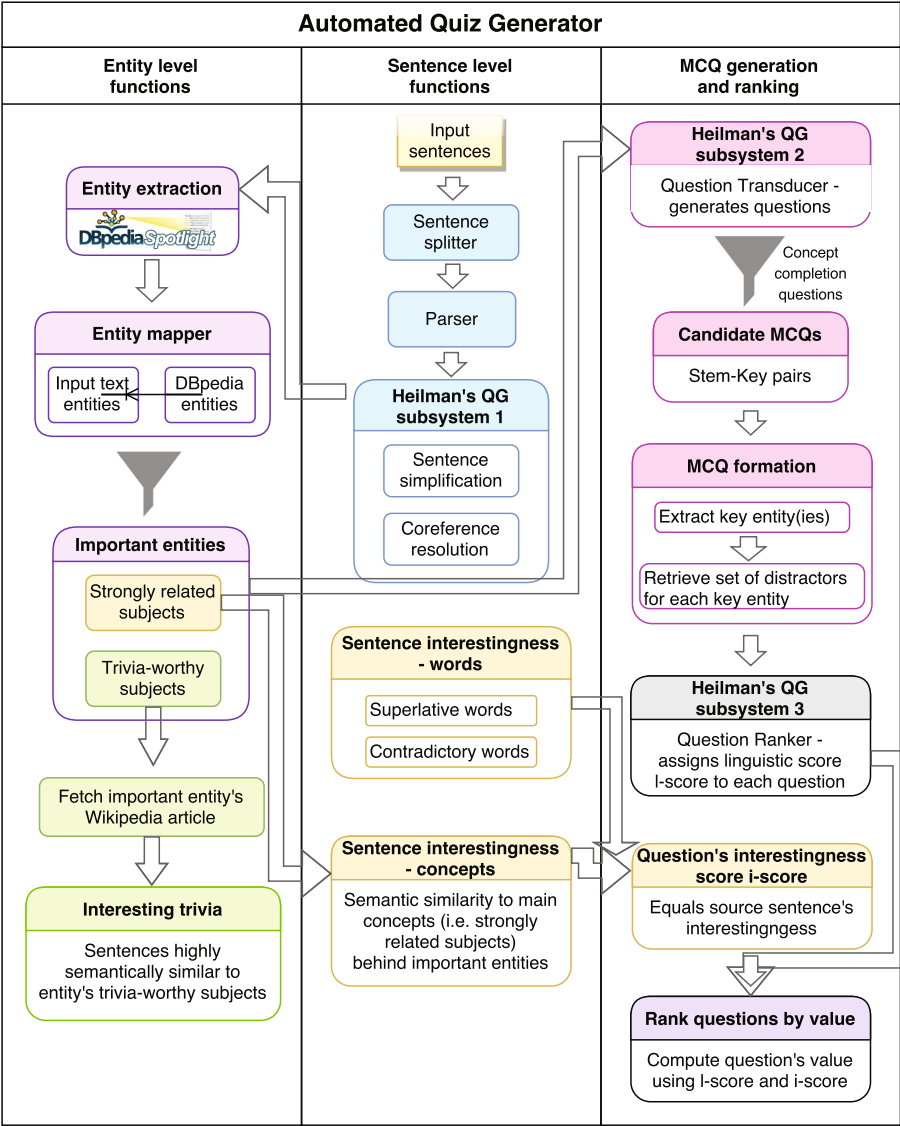 Automated Quiz Generator
Entity level
functions
Entity extraction
DBpedia Spotlight
Entity mapper
Input text
entities
DBpedia
entities
Important entities
Strongly related
subjects
Trivia-worthy
subjects
Fetch important entity's
Wikipedia article
Interesting trivia
Sentences highly
semantically similar to
entity's trivia-worthy subjects
Sentence level
functions
Input
sentences
Sentence
splitter
Parser
Heilman's QG
subsystem 1
Sentence
simplification
Coreference
resolution
Sentence interestingness
- words
Superlative words
Contradictory words
Sentence interestingness
- concepts
Semantic similarity to main
concepts (i.e. strongly
related subjects)
behind important entities
MCQ generation
and ranking
Heilman's QG
subsystem 2
Question Transducer -
generates questions
Concept
completion
questions
Candidate MCQs
Stem-Key pairs
MCQ formation
Extract key entity(ies)
Retrieve set of distractors
for each key entity
Heilman's QG
subsystem 3
Question Ranker -
assigns linguistic score
l-score to each question
Question's interestingness
score i-score
Equals source sentence's
interestingngess
Rank questions by value
Compute question's value
using l-score and i-score